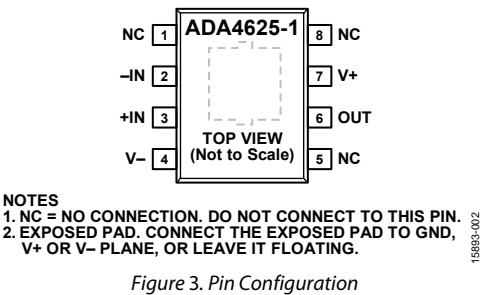 ADA4625-1
NC 1
–IN 2
+IN 3
V– 4
8 NC
7 V+
6 OUT
5 NC
TOP VIEW
(Not to Scale)
NOTES
1. NC = NO CONNECTION. DO NOT CONNECT TO THIS PIN.
2. EXPOSED PAD. CONNECT THE EXPOSED PAD TO GND,
V+ OR V– PLANE, OR LEAVE IT FLOATING.
15893-002
Figure 3. Pin Configuration